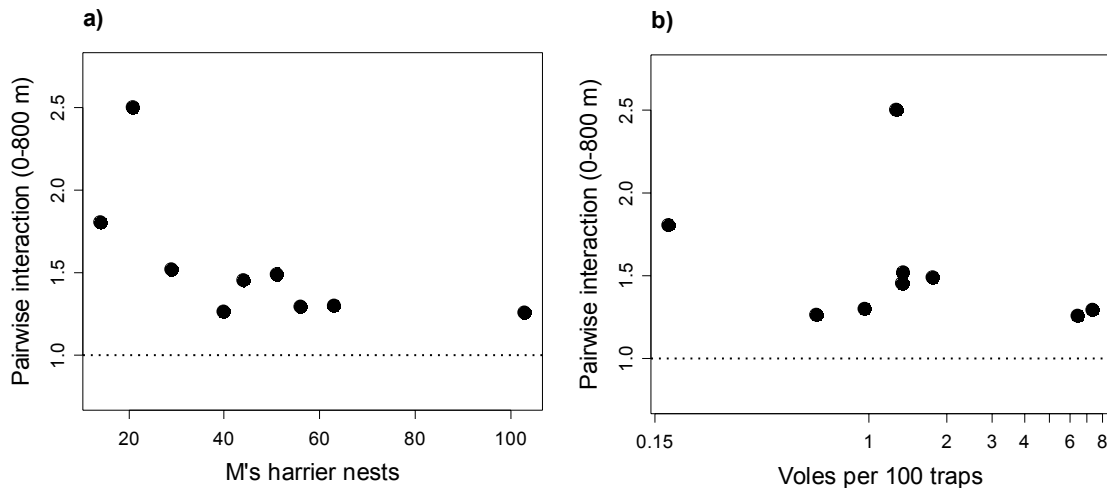 a)
Pairwise interaction (0-800 m)
2.5
2.0
1.5
1.0
20 40 60 80 100
M's harrier nests
b)
Pairwise interaction (0-800 m)
2.5
2.0
1.5
1.0
0.15 1 2 3 4 6 8
Voles per 100 traps